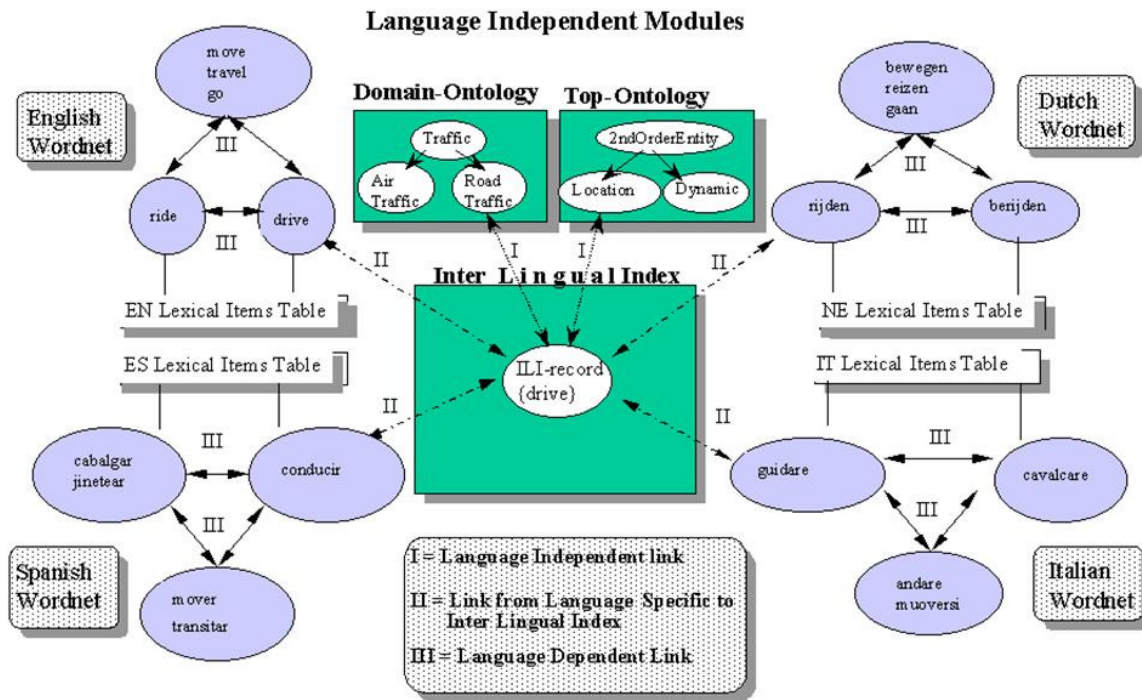 Language Independent Modules
move
travel
go
English
Wordnet
III
ride
drive
III
EN Lexical Items Table
Domain-Ontology
Traffic
Air
Traffic
Road
Traffic
Top-Ontology
2ndOrderEntity
Location
Dynamic
bewegen
reizen
gaan
Dutch
Wordnet
III
rijden
berijden
III
NE Lexical Items Table
I
I
II
II
Inter Lingual Index
ILI-record
{drive}
II
II
ES Lexical Items Table
III
cabalgar
jinetear
conducir
III
Spanish
Wordnet
mover
transitar
IT Lexical Items Table
III
guidare
cavalcare
III
andare
muoversi
Italian
Wordnet
I = Language Independent link
II = Link from Language Specific to
Inter Lingual Index
III = Language Dependent Link